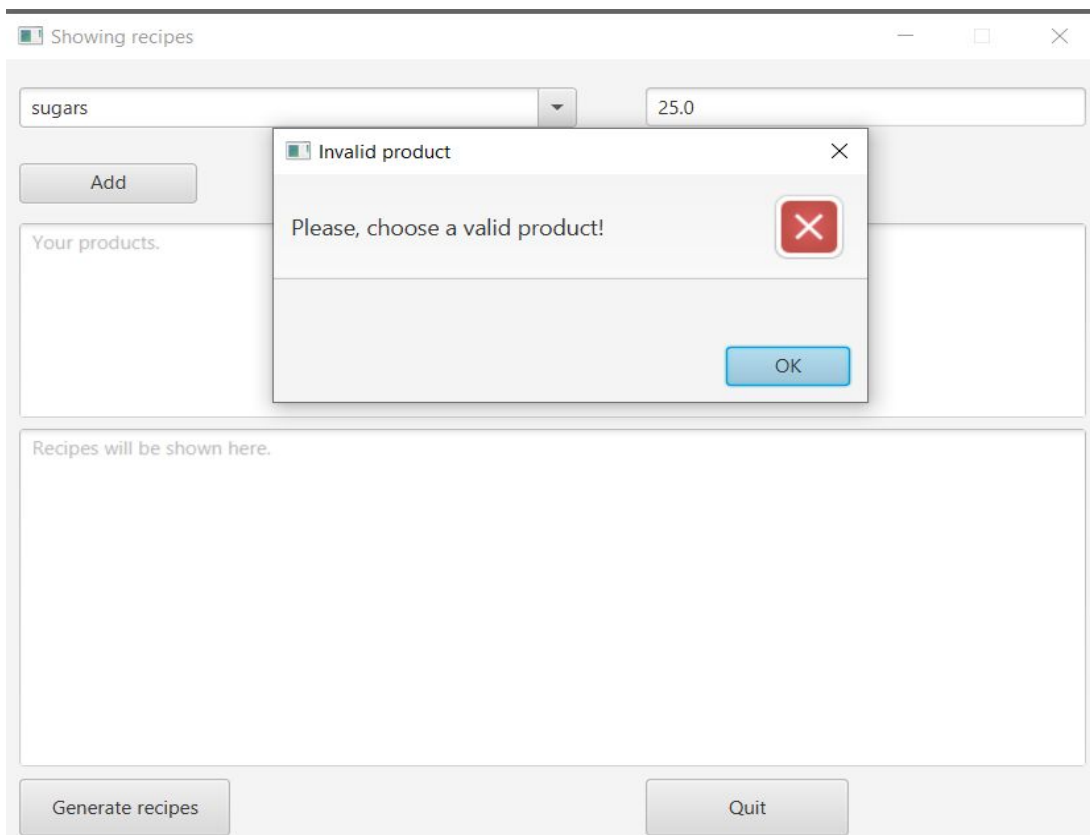 Showing recipes
sugars
25.0
Invalid product
Add
Please, choose a valid product!
Your products.
OK
Recipes will be shown here.
Generate recipes
Quit